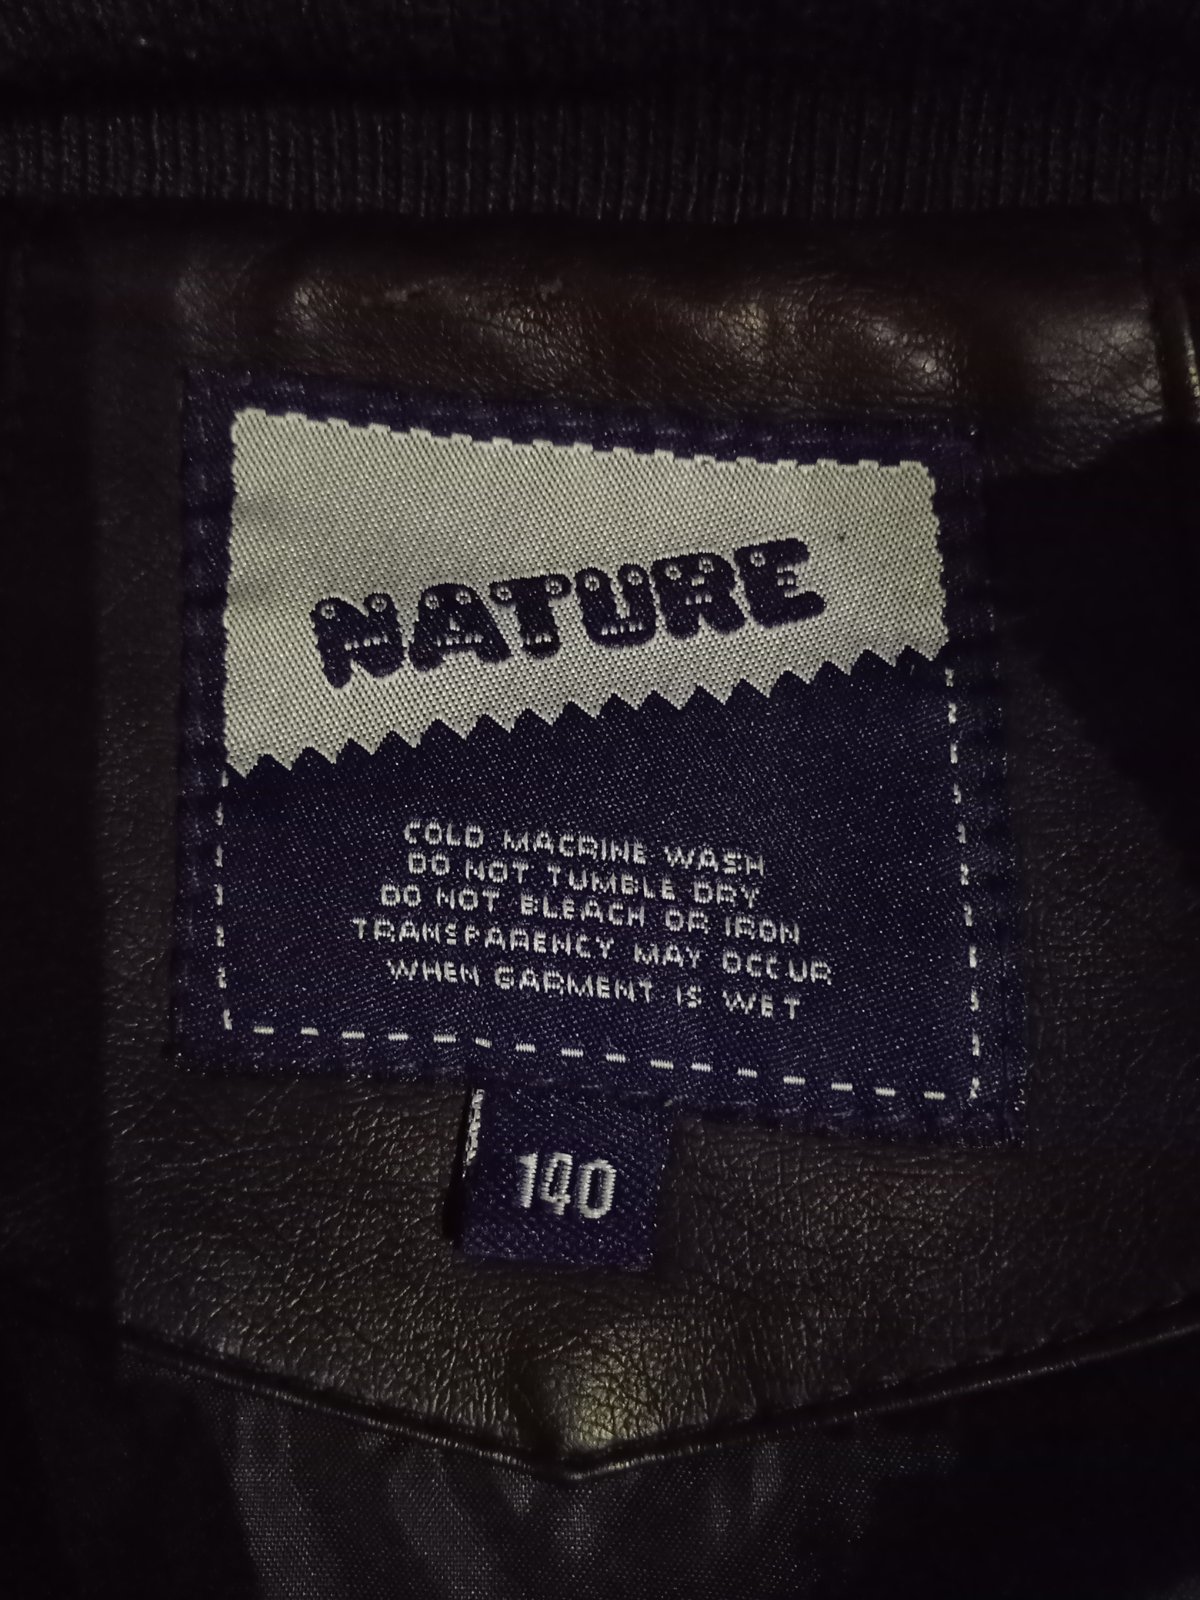 NATURE
COLD MACHINE WASH
DO NOT TUMBLE DRY
DO NOT BLEACH OR IRON
TRANSPARENCY MAY OCCUR
WHEN GARMENT IS WET
140